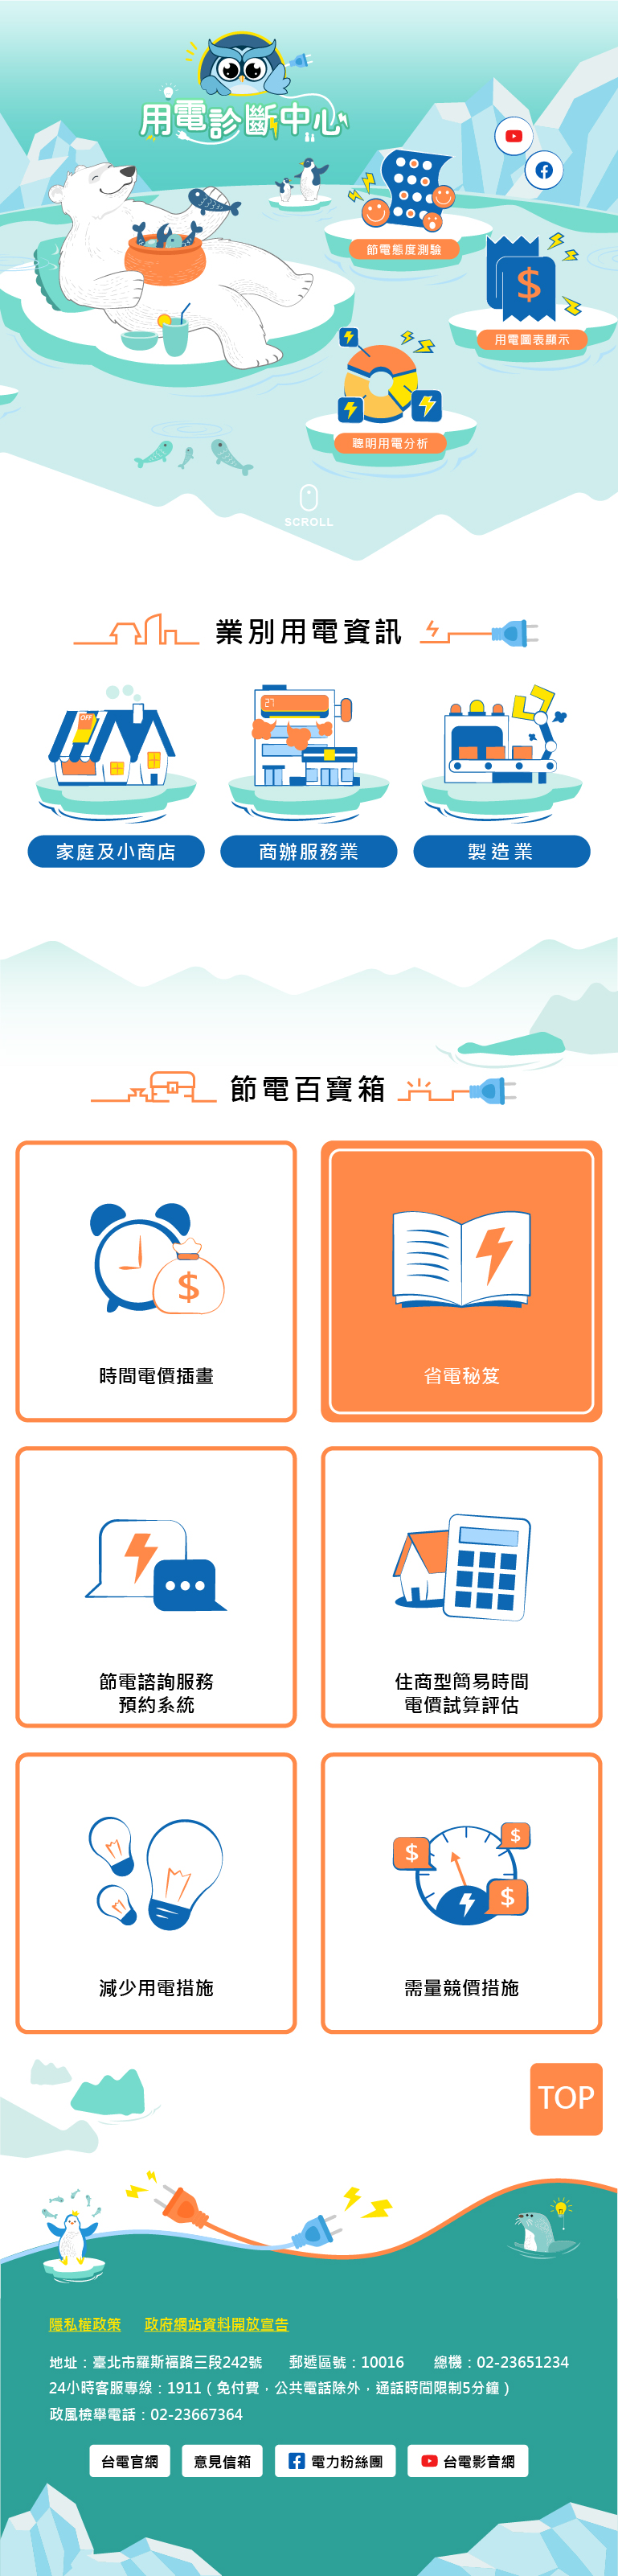 用電診斷中心
節電態度測驗
$
用電圖表顯示
聰明用電分析
SCROLL
業別用電資訊
OFF
27
家庭及小商店
商辦服務業
製造業
節電百寶箱
$
時間電價插畫
省電秘笈
節電諮詢服務
預約系統
住商型簡易時間
電價試算評估
$
$
$
減少用電措施
需量競價措施
TOP
隱私權政策 政府網站資料開放宣告
地址：臺北市羅斯福路三段242號 郵遞區號：10016 總機：02-23651234
24小時客服專線：1911（免付費，公共電話除外，通話時間限制5分鐘）
政風檢舉電話：02-23667364
台電官網 意見信箱 電力粉絲團 台電影音網